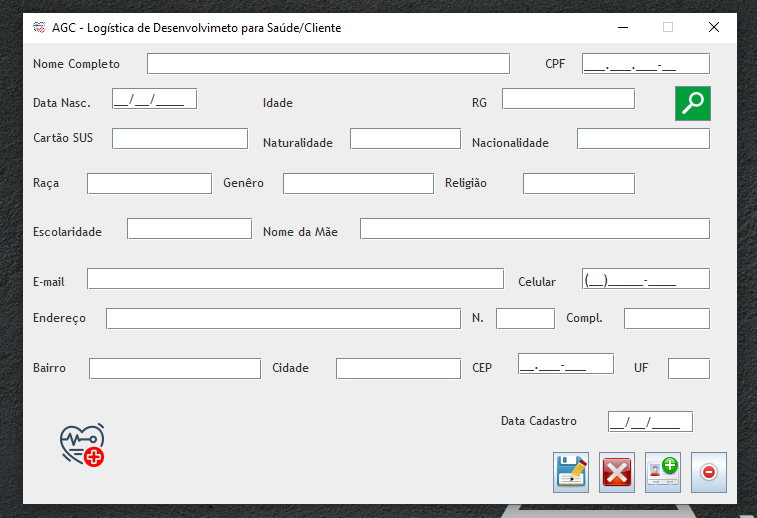 AGC - Logística de Desenvolvimeto para Saúde/Cliente
Nome Completo CPF ___.___.___-__
Data Nasc. __/__/____ Idade RG
Cartão SUS Naturalidade Nacionalidade
Raça Genêro Religião
Escolaridade Nome da Mãe
E-mail Celular (__)_____-____
Endereço N. Compl.
Bairro Cidade CEP __.___-___ UF
Data Cadastro __/__/____